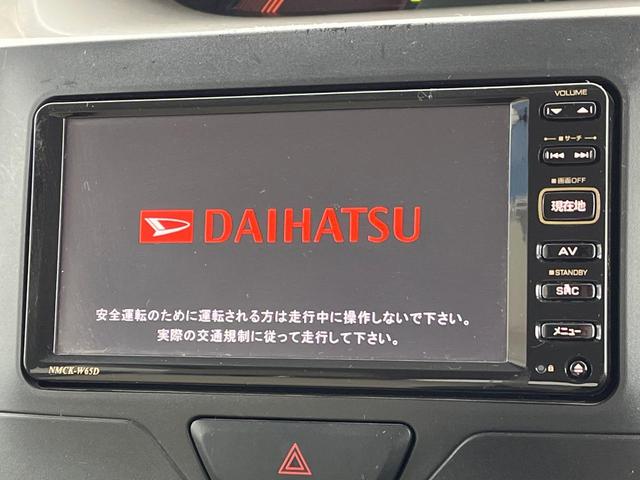 VOLUME
サーチ
画面OFF
現在地
DAIHATSU
AV
STANDBY
SRC
安全運転のために運転される方は走行中に操作しないで下さい。
実際の交通規制に従って走行して下さい。
メニュー
NMCK-W65D